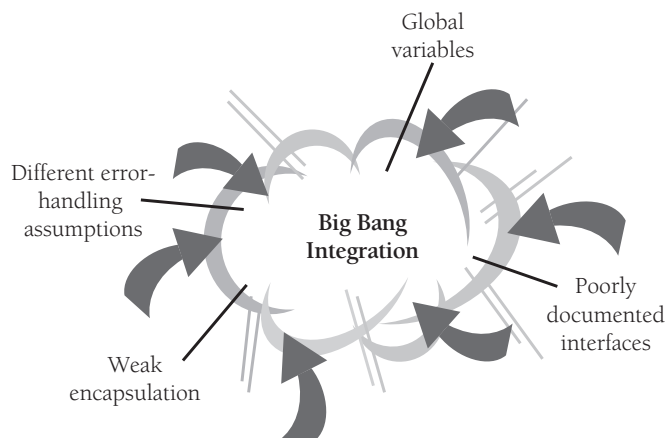 Global
variables
Different error-
handling
assumptions
Big Bang
Integration
Poorly
documented
interfaces
Weak
encapsulation